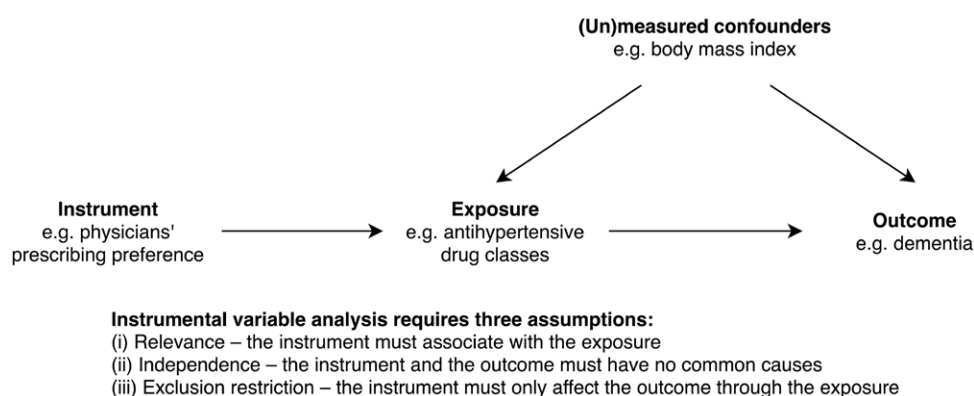 (Un)measured confounders
e.g. body mass index
Instrument
e.g. physicians'
prescribing preference
Exposure
e.g. antihypertensive
drug classes
Outcome
e.g. dementia
Instrumental variable analysis requires three assumptions:
(i) Relevance – the instrument must associate with the exposure
(ii) Independence – the instrument and the outcome must have no common causes
(iii) Exclusion restriction – the instrument must only affect the outcome through the exposure